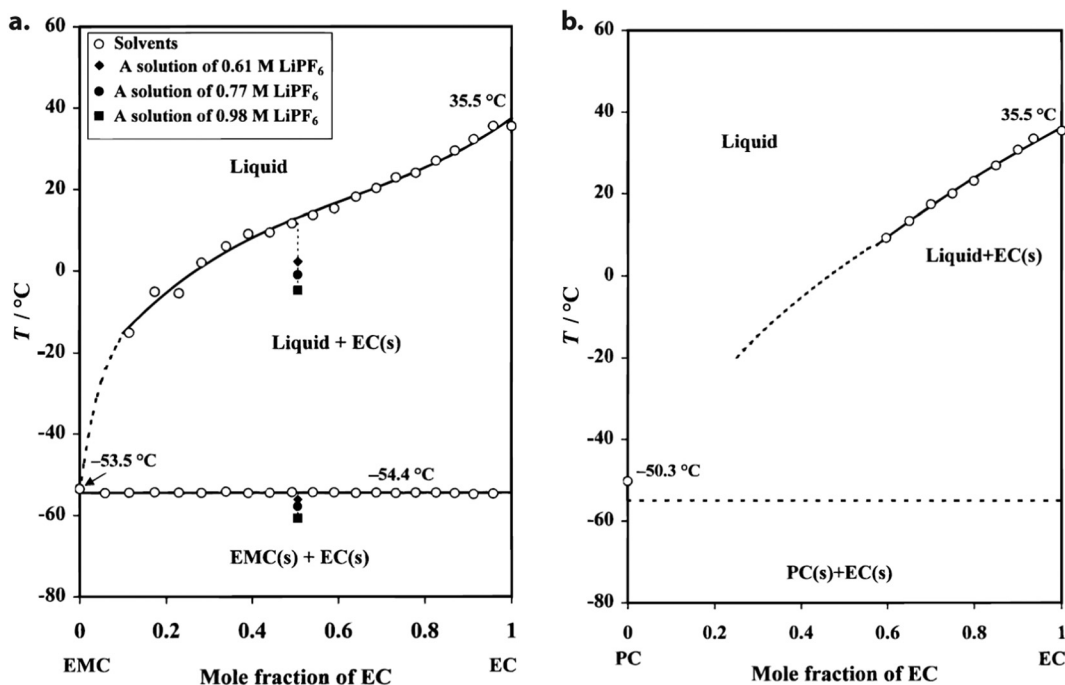 a.
60
40
20
0
-20
-40
-60
-80
T / °C
Solvents
A solution of 0.61 M LiPF6
A solution of 0.77 M LiPF6
A solution of 0.98 M LiPF6
35.5 °C
Liquid
Liquid + EC(s)
–53.5 °C
–54.4 °C
EMC(s) + EC(s)
0 0.2 0.4 0.6 0.8 1
EMC EC
Mole fraction of EC
b.
60
40
20
0
-20
-40
-60
-80
T / °C
35.5 °C
Liquid
Liquid+EC(s)
–50.3 °C
PC(s)+EC(s)
0 0.2 0.4 0.6 0.8 1
PC EC
Mole fraction of EC